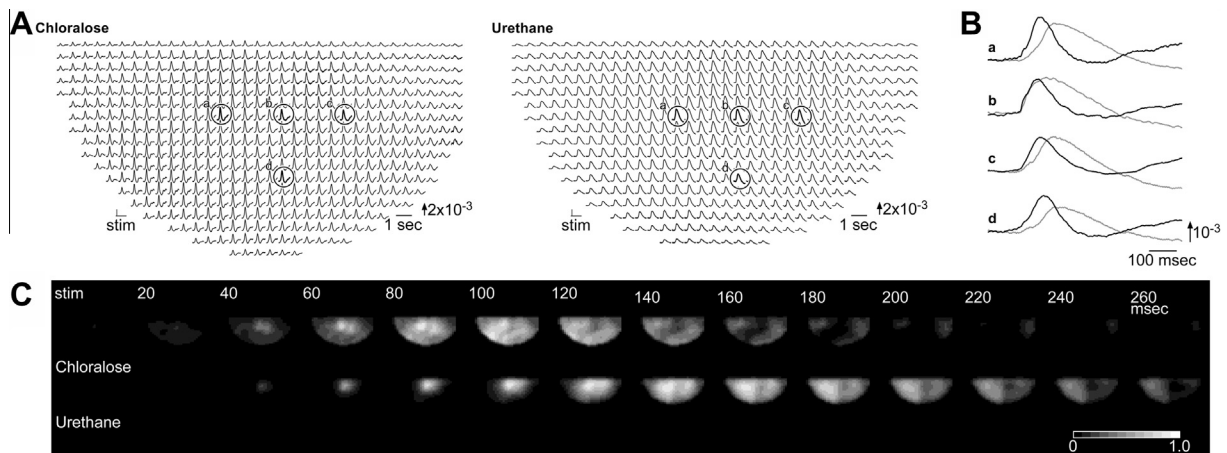 A
Chloralose
a
b
c
d
stim
1 sec
2x10-3
Urethane
a
b
c
d
stim
1 sec
2x10-3
B
a
b
c
d
10-3
100 msec
C
stim 20 40 60 80 100 120 140 160 180 200 220 240 260
msec
Chloralose
Urethane
0 1.0